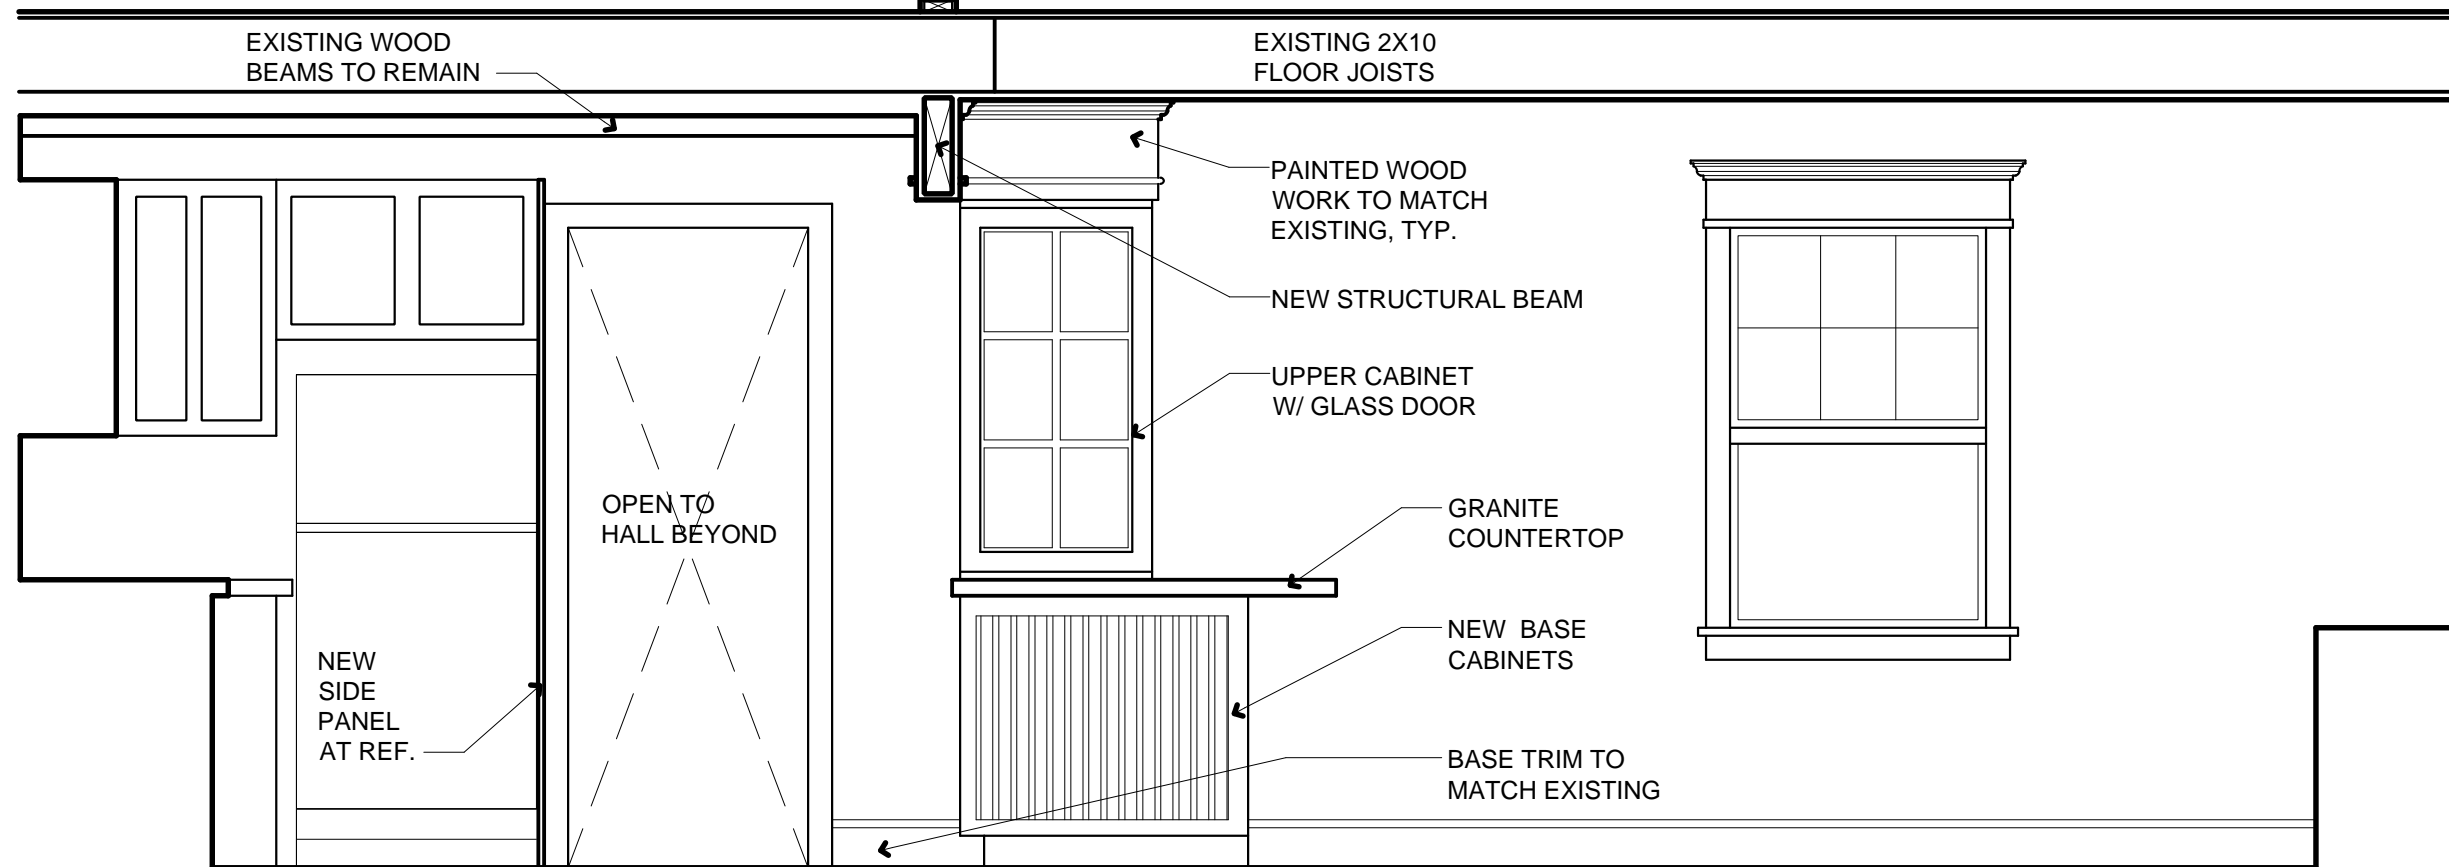 EXISTING WOOD
BEAMS TO REMAIN
EXISTING 2X10
FLOOR JOISTS
PAINTED WOOD
WORK TO MATCH
EXISTING, TYP.
NEW STRUCTURAL BEAM
UPPER CABINET
W/ GLASS DOOR
OPEN TO
HALL BEYOND
GRANITE
COUNTERTOP
NEW BASE
CABINETS
NEW
SIDE
PANEL
AT REF.
BASE TRIM TO
MATCH EXISTING